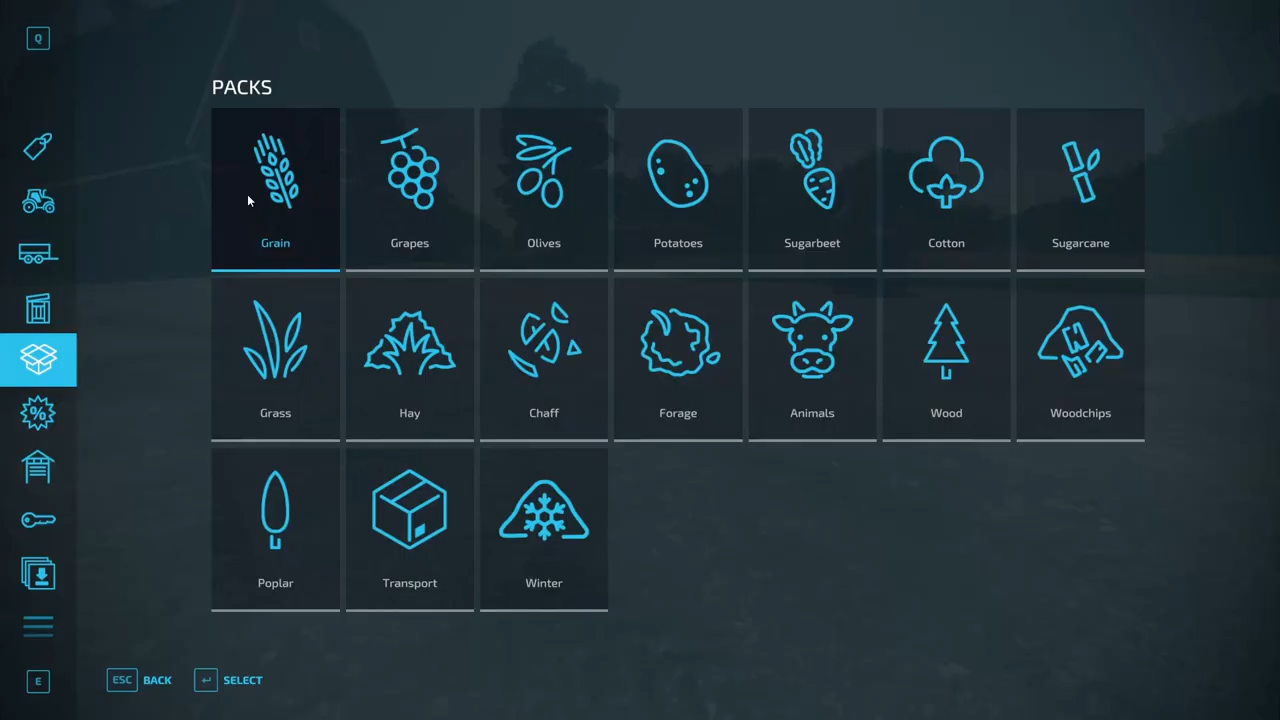 Q
PACKS
Grain
Grapes
Olives
Potatoes
Sugarbeet
Cotton
Sugarcane
Grass
Hay
Chaff
Forage
Animals
Wood
Woodchips
Poplar
Transport
Winter
%
E
ESC BACK
SELECT